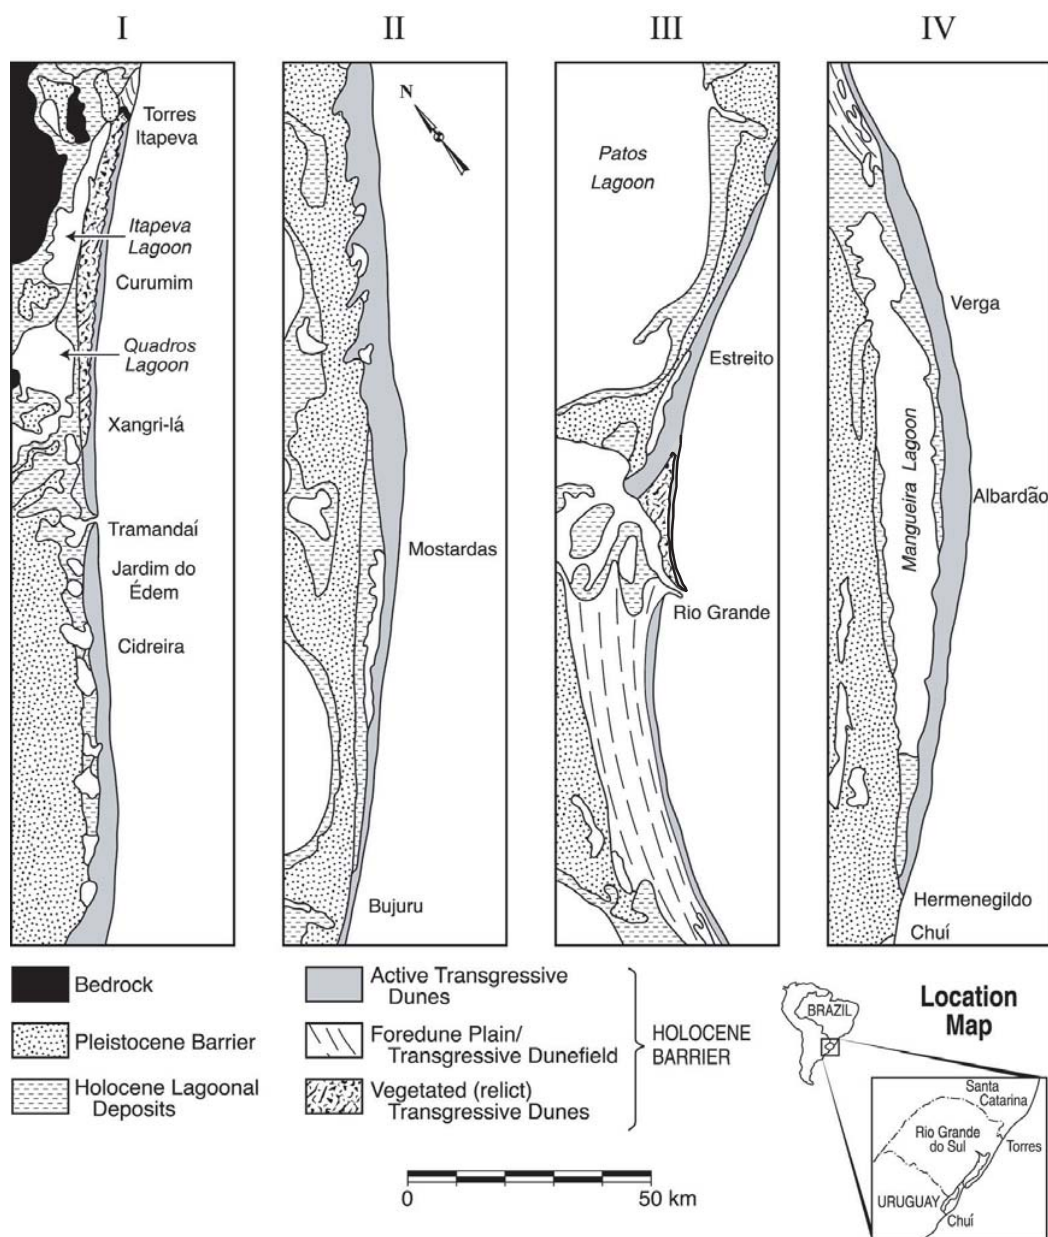 I
II
III
IV
Torres
Itapeva
Itapeva
Lagoon
Curumim
Quadros
Lagoon
Xangri-lá
Tramandaí
Jardim do
Édem
Cidreira
N
Mostardas
Bujuru
Patos
Lagoon
Estreito
Rio Grande
Verga
Mangueira Lagoon
Albardão
Hermenegildo
Chuí
Bedrock
Pleistocene Barrier
Holocene Lagoonal
Deposits
Active Transgressive
Dunes
Foredune Plain/
Transgressive Dunefield
Vegetated (relict)
Transgressive Dunes
HOLOCENE
BARRIER
0
50 km
BRAZIL
Location
Map
Santa
Catarina
Rio Grande
do Sul
Torres
URUGUAY
Chuí